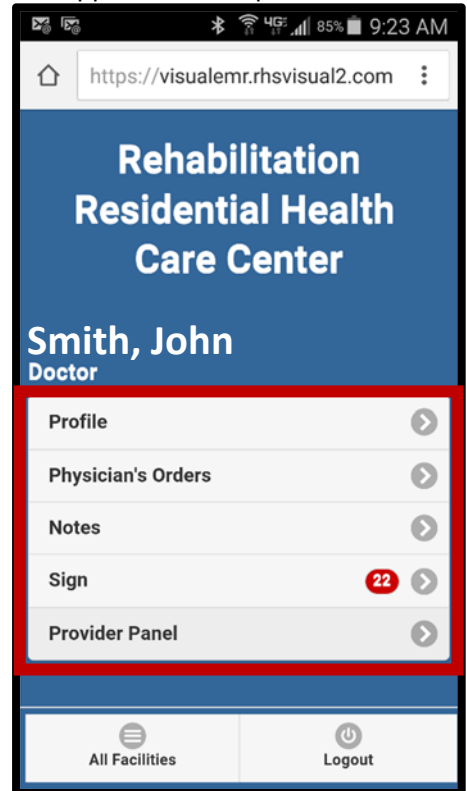 4G 85% 9:23 AM
https://visualemr.rhsvisual2.com
Rehabilitation
Residential Health
Care Center
Smith, John
Doctor
Profile
Physician's Orders
Notes
Sign 22
Provider Panel
All Facilities Logout